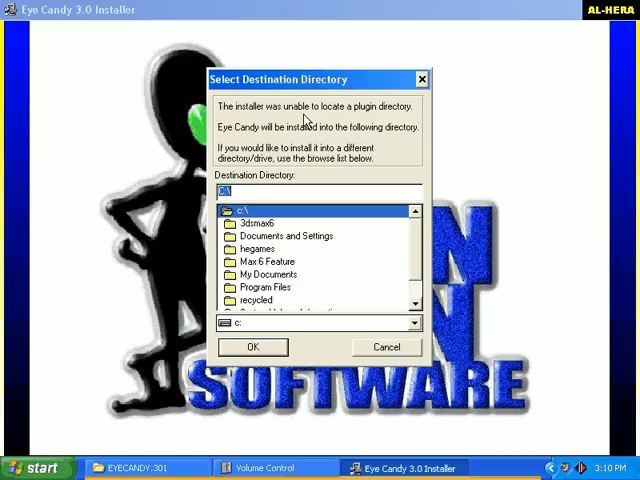 Eye Candy 3.0 Installer
AL-HERA
Select Destination Directory
The installer was unable to locate a plugin directory.
Eye Candy will be installed into the following directory.
If you would like to install it into a different
directory/drive, use the browse list below.
Destination Directory:
C:\
c:\
3dsmax6
Documents and Settings
hegames
Max 6 Feature
My Documents
Program Files
recycled
c:
OK
Cancel
N
N
SOFTWARE
start
EYECANDY.301
Volume Control
Eye Candy 3.0 Installer
3:10 PM